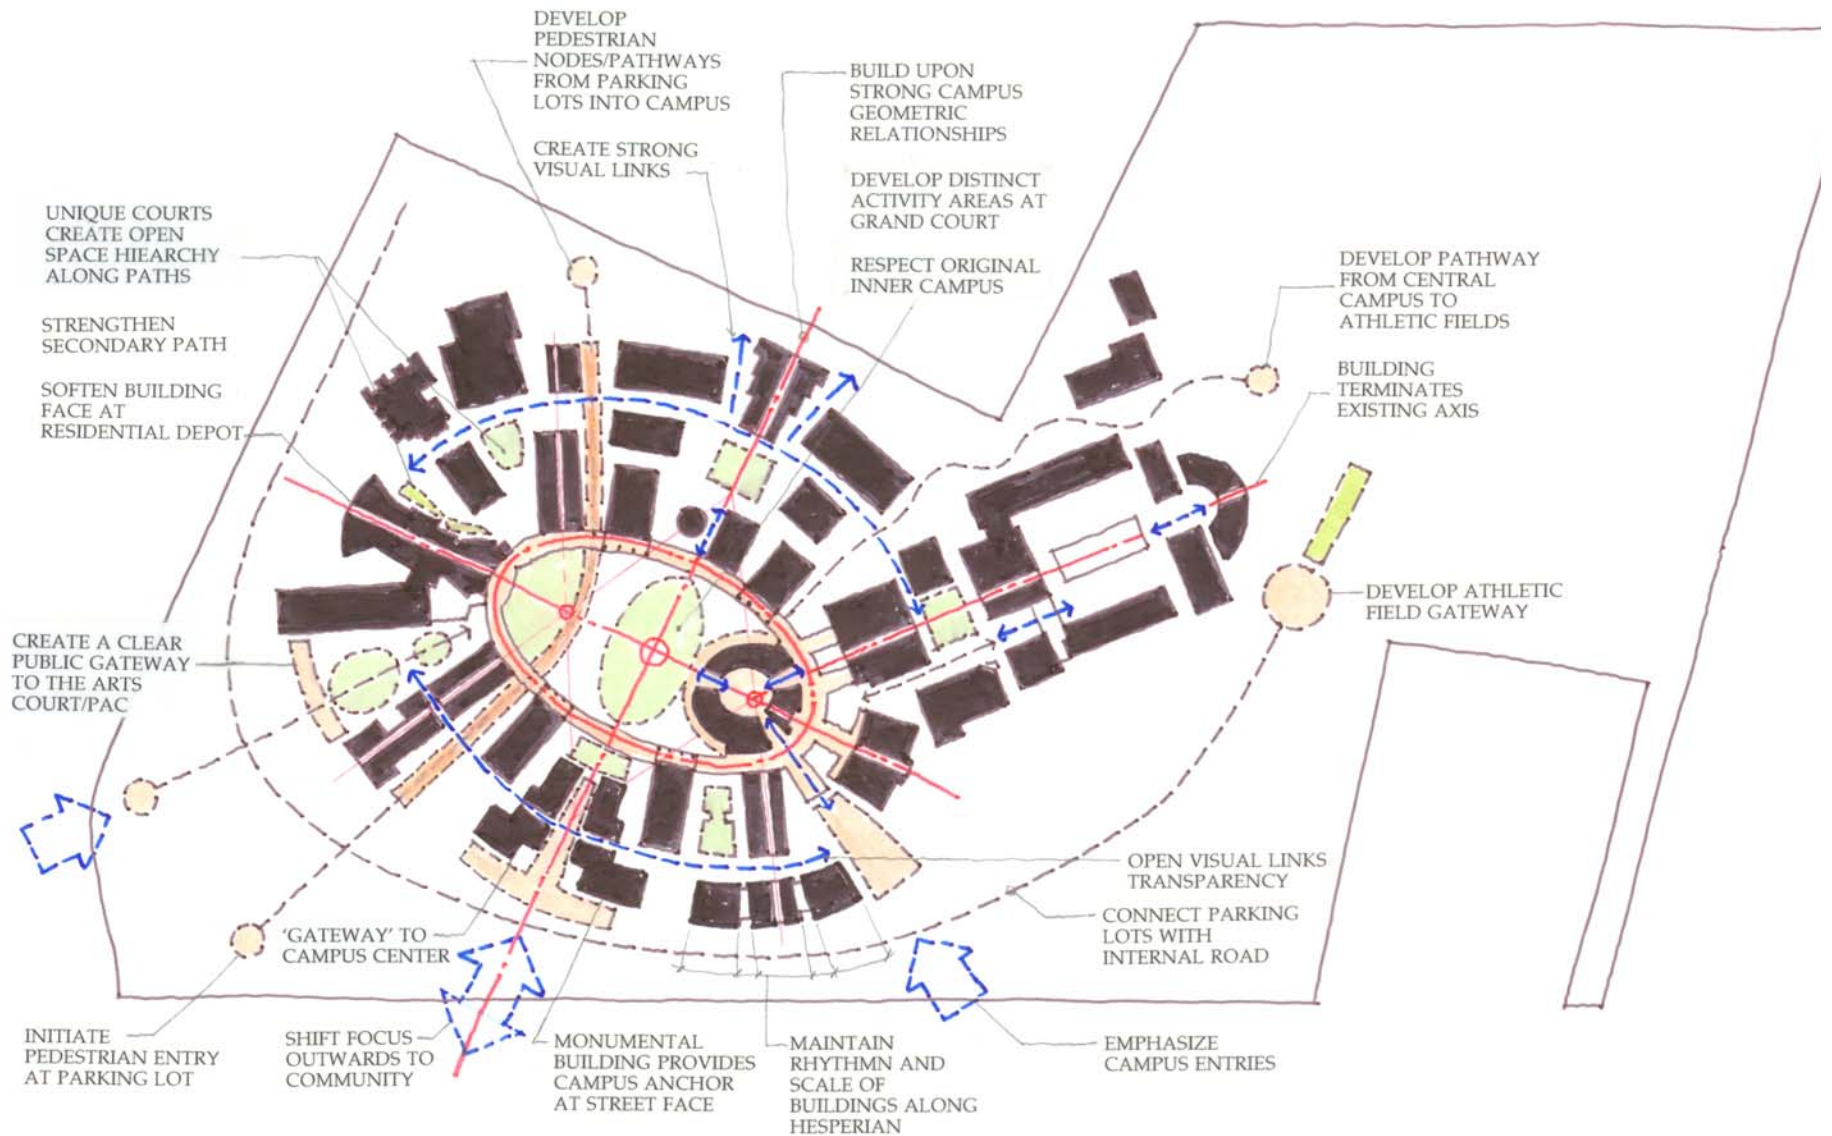 DEVELOP
PEDESTRIAN
NODES/PATHWAYS
FROM PARKING
LOTS INTO CAMPUS
BUILD UPON
STRONG CAMPUS
GEOMETRIC
RELATIONSHIPS
CREATE STRONG
VISUAL LINKS
DEVELOP DISTINCT
ACTIVITY AREAS AT
GRAND COURT
RESPECT ORIGINAL
INNER CAMPUS
UNIQUE COURTS
CREATE OPEN
SPACE HIEARCHY
ALONG PATHS
STRENGTHEN
SECONDARY PATH
SOFTEN BUILDING
FACE AT
RESIDENTIAL DEPOT
DEVELOP PATHWAY
FROM CENTRAL
CAMPUS TO
ATHLETIC FIELDS
BUILDING
TERMINATES
EXISTING AXIS
DEVELOP ATHLETIC
FIELD GATEWAY
CREATE A CLEAR
PUBLIC GATEWAY
TO THE ARTS
COURT/PAC
OPEN VISUAL LINKS
TRANSPARENCY
CONNECT PARKING
LOTS WITH
INTERNAL ROAD
'GATEWAY' TO
CAMPUS CENTER
INITIATE
PEDESTRIAN ENTRY
AT PARKING LOT
SHIFT FOCUS
OUTWARDS TO
COMMUNITY
MONUMENTAL
BUILDING PROVIDES
CAMPUS ANCHOR
AT STREET FACE
MAINTAIN
RHYTHMN AND
SCALE OF
BUILDINGS ALONG
HESPERIAN
EMPHASIZE
CAMPUS ENTRIES